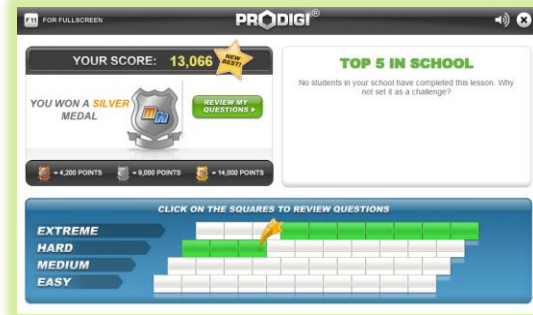 F11 FOR FULLSCREEN
PRODIGI®
YOUR SCORE: 13,066
NEW BEST!
YOU WON A SILVER
MEDAL
REVIEW MY
QUESTIONS
= 4,200 POINTS = 9,000 POINTS = 14,000 POINTS
TOP 5 IN SCHOOL
No students in your school have completed this lesson. Why
not set it as a challenge?
CLICK ON THE SQUARES TO REVIEW QUESTIONS
EXTREME
HARD
MEDIUM
EASY